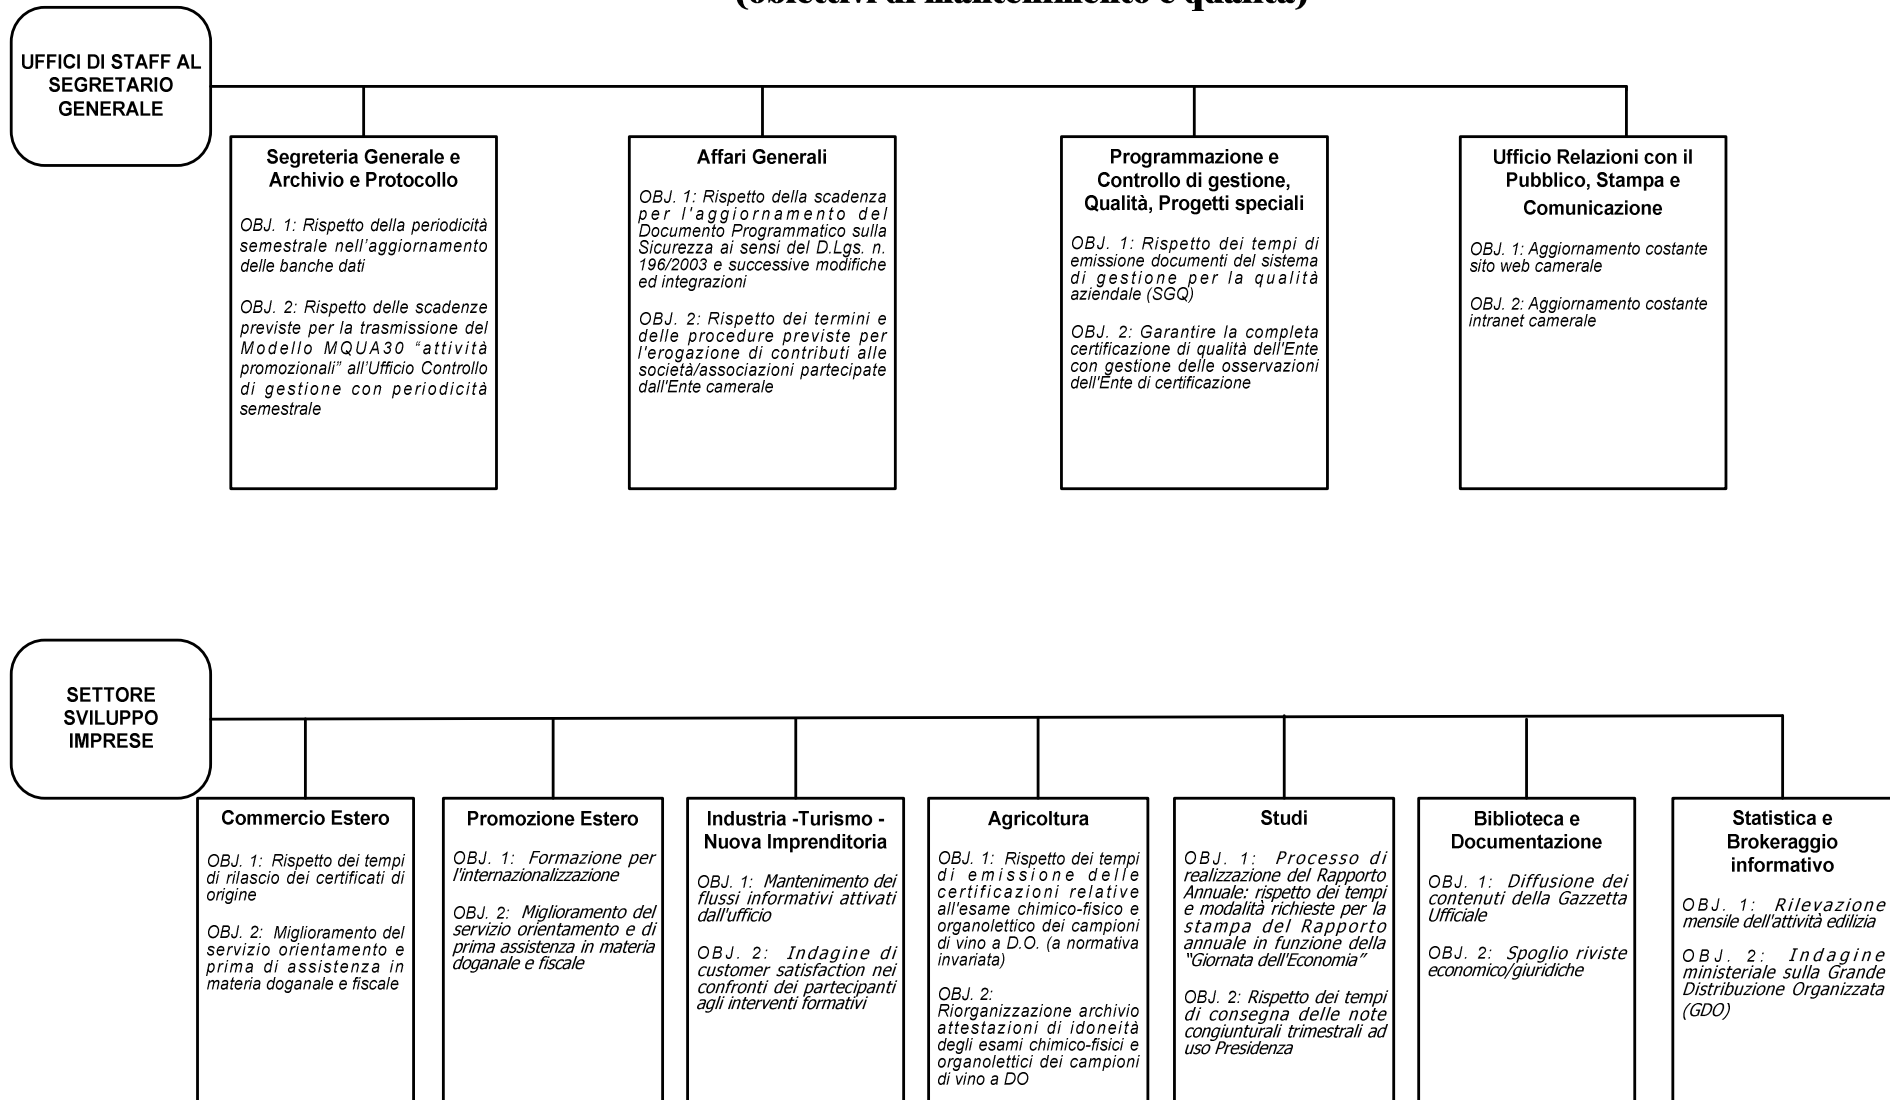 (obiettivi di mantenimento e qualità)
UFFICI DI STAFF AL
SEGRETARIO
GENERALE
Segreteria Generale e
Archivio e Protocollo
OBJ. 1: Rispetto della periodicità
semestrale nell'aggiornamento
delle banche dati
OBJ. 2: Rispetto delle scadenze
previste per la trasmissione del
Modello MQUA30 “attività
promozionali” all'Ufficio Controllo
di gestione con periodicità
semestrale
Affari Generali
OBJ. 1: Rispetto della scadenza
per l'aggiornamento del
Documento Programmatico sulla
Sicurezza ai sensi del D.Lgs. n.
196/2003 e successive modifiche
ed integrazioni
OBJ. 2: Rispetto dei termini e
delle procedure previste per
l'erogazione di contributi alle
società/associazioni partecipate
dall'Ente camerale
Programmazione e
Controllo di gestione,
Qualità, Progetti speciali
OBJ. 1: Rispetto dei tempi di
emissione documenti del sistema
di gestione per la qualità
aziendale (SGQ)
OBJ. 2: Garantire la completa
certificazione di qualità dell'Ente
con gestione delle osservazioni
dell'Ente di certificazione
Ufficio Relazioni con il
Pubblico, Stampa e
Comunicazione
OBJ. 1: Aggiornamento costante
sito web camerale
OBJ. 2: Aggiornamento costante
intranet camerale
SETTORE
SVILUPPO
IMPRESE
Commercio Estero
OBJ. 1: Rispetto dei tempi
di rilascio dei certificati di
origine
OBJ. 2: Miglioramento del
servizio orientamento e
prima di assistenza in
materia doganale e fiscale
Promozione Estero
OBJ. 1: Formazione per
l'internazionalizzazione
OBJ. 2: Miglioramento del
servizio orientamento e di
prima assistenza in materia
doganale e fiscale
Industria -Turismo -
Nuova Imprenditoria
OBJ. 1: Mantenimento dei
flussi informativi attivati
dall'ufficio
OBJ. 2: Indagine di
customer satisfaction nei
confronti dei partecipanti
agli interventi formativi
Agricoltura
OBJ. 1: Rispetto dei tempi
di emissione delle
certificazioni relative
all'esame chimico-fisico e
organolettico dei campioni
di vino a D.O. (a normativa
invariata)
OBJ. 2:
Riorganizzazione archivio
attestazioni di idoneità
degli esami chimico-fisici e
organolettici dei campioni
di vino a DO
Studi
OBJ. 1: Processo di
realizzazione del Rapporto
Annuale: rispetto dei tempi
e modalità richieste per la
stampa del Rapporto
annuale in funzione della
“Giornata dell'Economia”
OBJ. 2: Rispetto dei tempi
di consegna delle note
congiunturali trimestrali ad
uso Presidenza
Biblioteca e
Documentazione
OBJ. 1: Diffusione dei
contenuti della Gazzetta
Ufficiale
OBJ. 2: Spoglio riviste
economico/giuridiche
Statistica e
Brokeraggio
informativo
OBJ. 1: Rilevazione
mensile dell'attività edilizia
OBJ. 2: Indagine
ministeriale sulla Grande
Distribuzione Organizzata
(GDO)